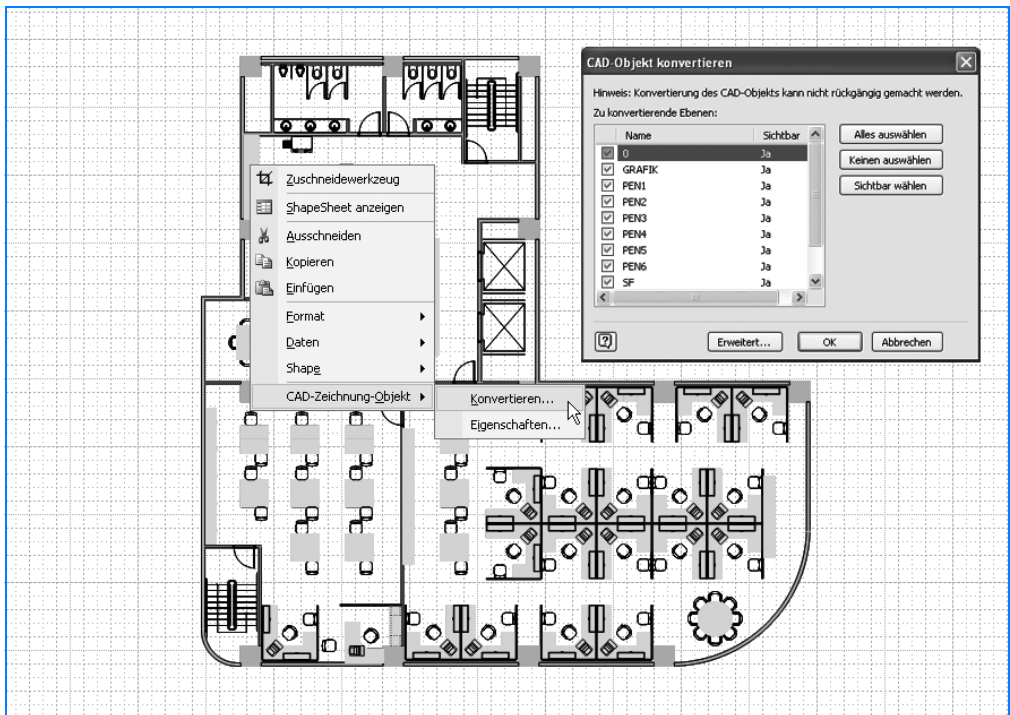 CAD-Objekt konvertieren
Hinweis: Konvertierung des CAD-Objekts kann nicht rückgängig gemacht werden.
Zu konvertierende Ebenen:
Name Sichtbar
0 Ja
GRAFIK Ja
PEN1 Ja
PEN2 Ja
PEN3 Ja
PEN4 Ja
PEN5 Ja
PEN6 Ja
SF Ja
Alles auswählen
Keinen auswählen
Sichtbar wählen
Erweitert... OK Abbrechen
Zuschneidewerkzeug
ShapeSheet anzeigen
Ausschneiden
Kopieren
Einfügen
Format
Daten
Shape
CAD-Zeichnung-Objekt
Konvertieren...
Eigenschaften...